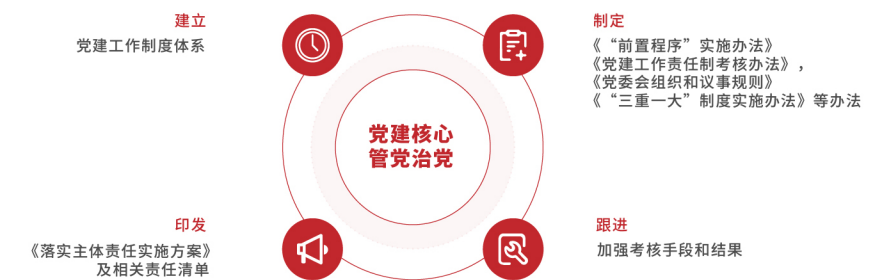 建立
党建工作制度体系
制定
《“前置程序”实施办法》
《党建工作责任制考核办法》，
《党委会组织和议事规则》
《“三重一大”制度实施办法》等办法
党建核心
管党治党
印发
《落实主体责任实施方案》
及相关责任清单
跟进
加强考核手段和结果